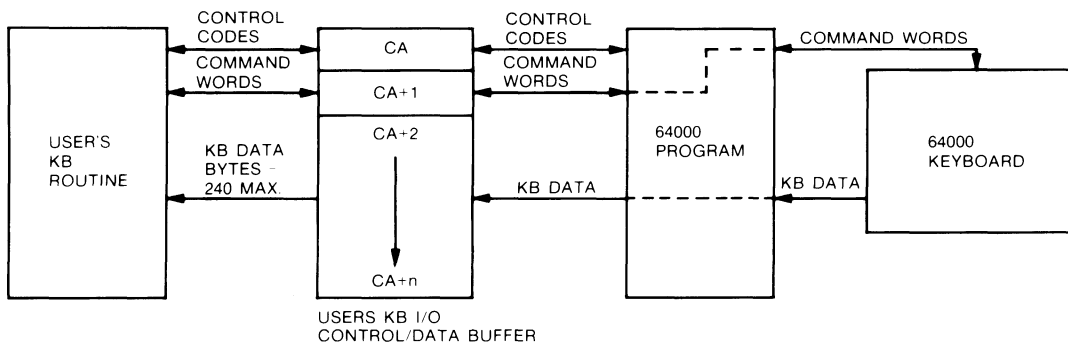 CONTROL
CODES
COMMAND
WORDS
USER'S
KB
ROUTINE
KB DATA
BYTES -
240 MAX.
CA
CA+1
CA+2
CA+n
USERS KB I/O
CONTROL/DATA BUFFER
CONTROL
CODES
COMMAND
WORDS
KB DATA
64000
PROGRAM
COMMAND WORDS
KB DATA
64000
KEYBOARD